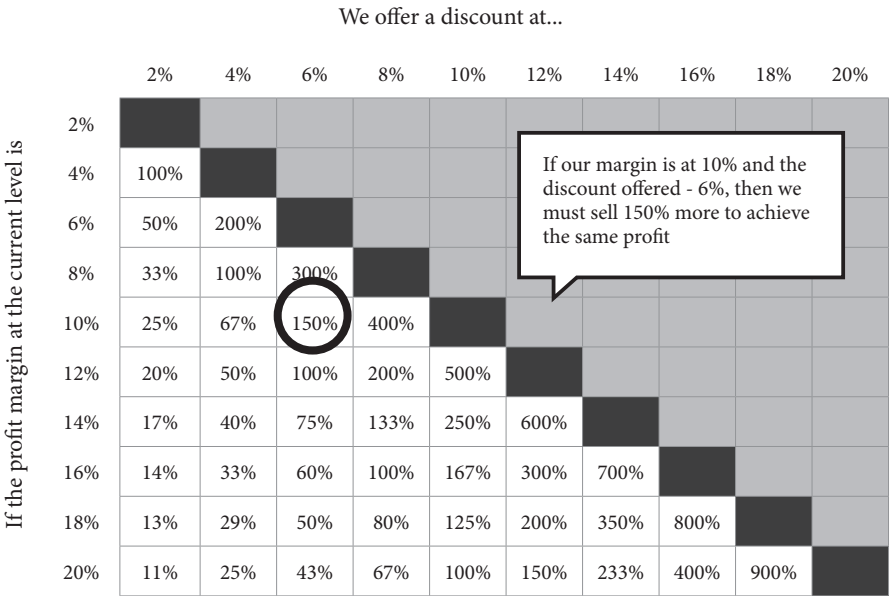 We offer a discount at...
2% 4% 6% 8% 10% 12% 14% 16% 18% 20%
If the profit margin at the current level is
2%
4% 100%
6% 50% 200%
8% 33% 100% 300%
10% 25% 67% 150% 400%
12% 20% 50% 100% 200% 500%
14% 17% 40% 75% 133% 250% 600%
16% 14% 33% 60% 100% 167% 300% 700%
18% 13% 29% 50% 80% 125% 200% 350% 800%
20% 11% 25% 43% 67% 100% 150% 233% 400% 900%
If our margin is at 10% and the
discount offered - 6%, then we
must sell 150% more to achieve
the same profit